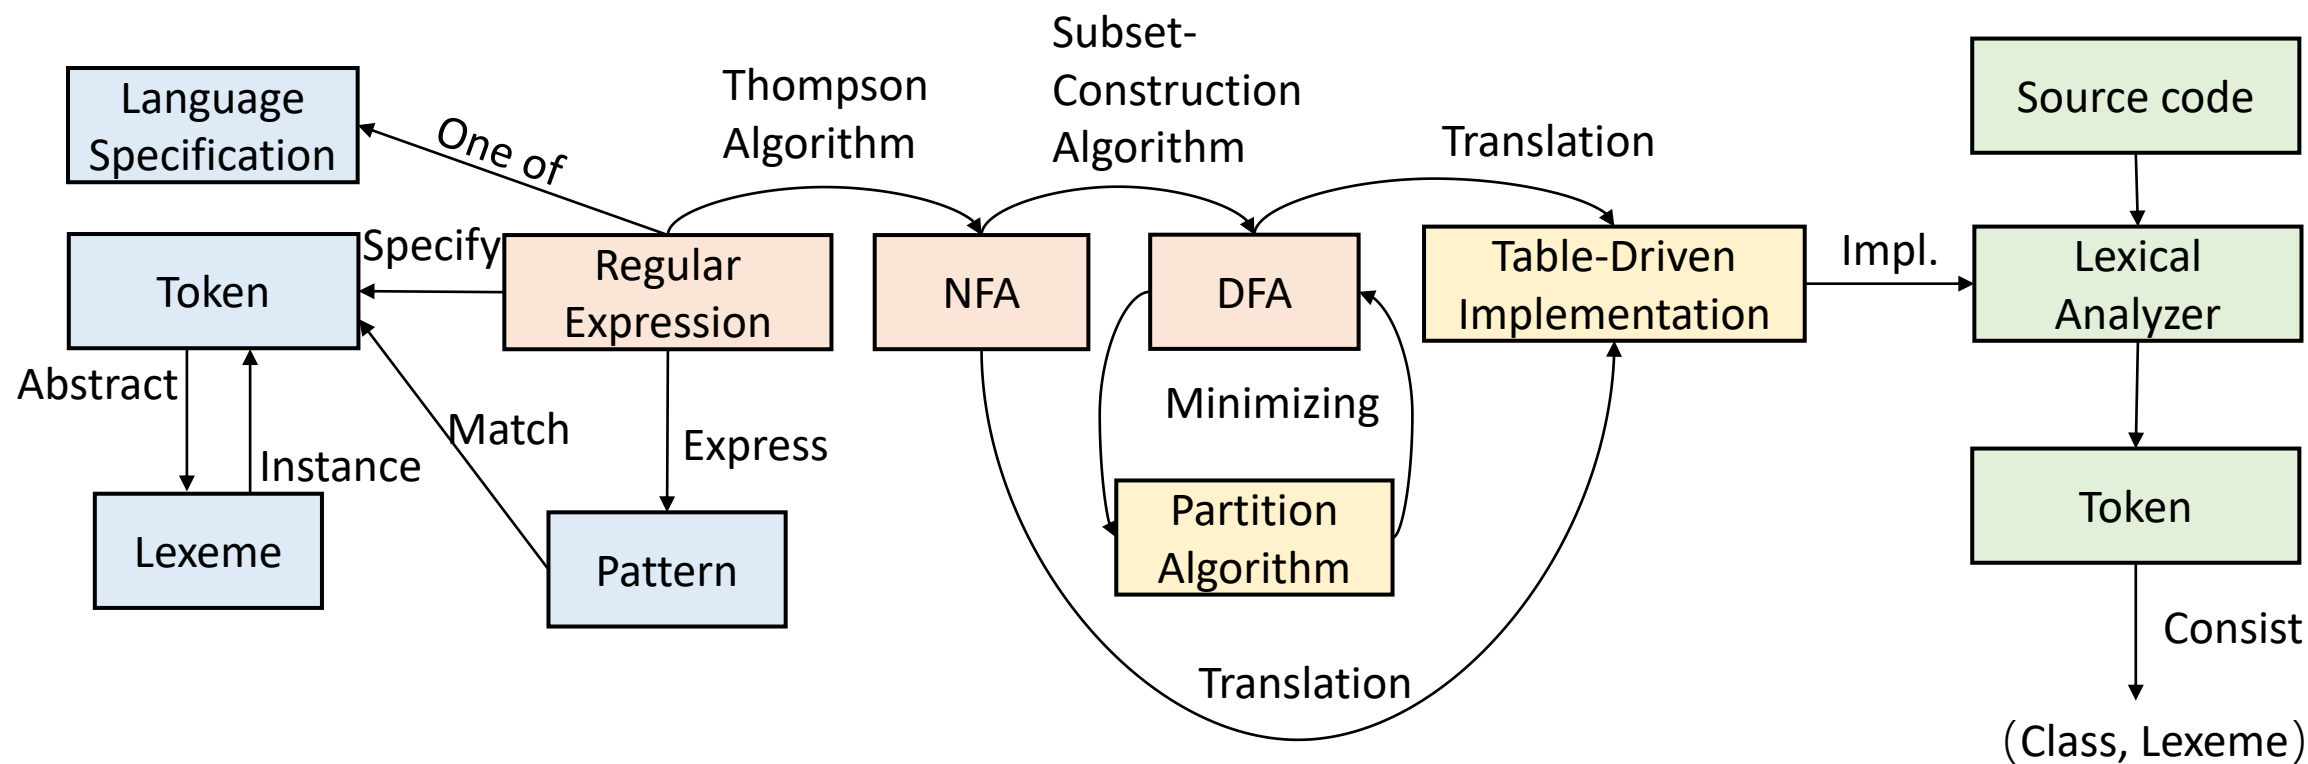 Language
Specification
One of
Thompson
Algorithm
Subset-
Construction
Algorithm
Translation
Source code
Token
Specify
Regular
Expression
NFA
DFA
Table-Driven
Implementation
Impl.
Lexical
Analyzer
Abstract
Instance
Match
Express
Minimizing
Lexeme
Pattern
Partition
Algorithm
Token
Translation
Consist
(Class, Lexeme)